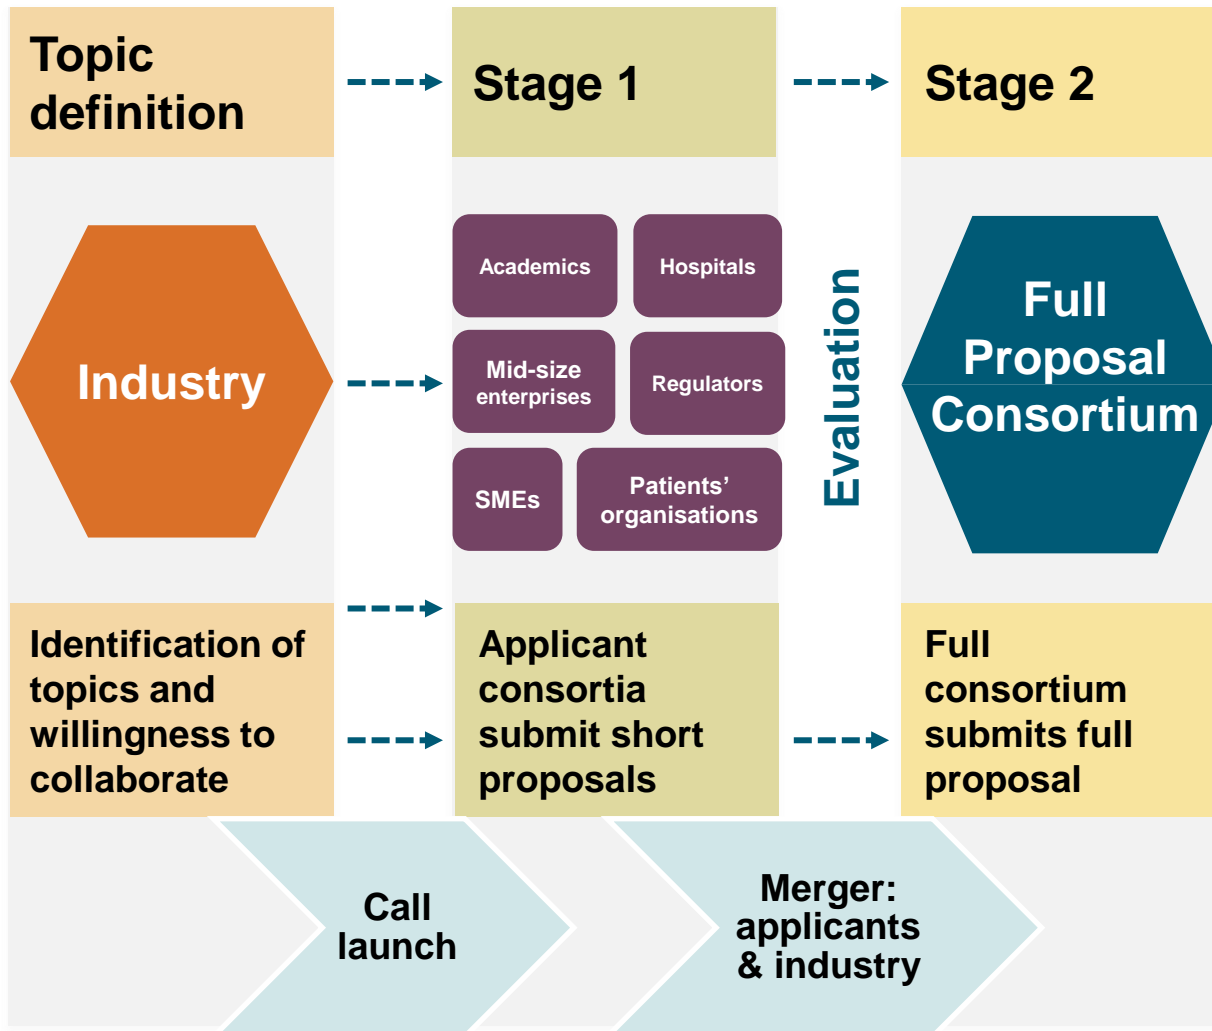 Topic
definition
Stage 1
Stage 2
Industry
Academics
Hospitals
Mid-size
enterprises
Regulators
SMEs
Patients’
organisations
Evaluation
Full
Proposal
Consortium
Identification of
topics and
willingness to
collaborate
Applicant
consortia
submit short
proposals
Full
consortium
submits full
proposal
Call
launch
Merger:
applicants
& industry